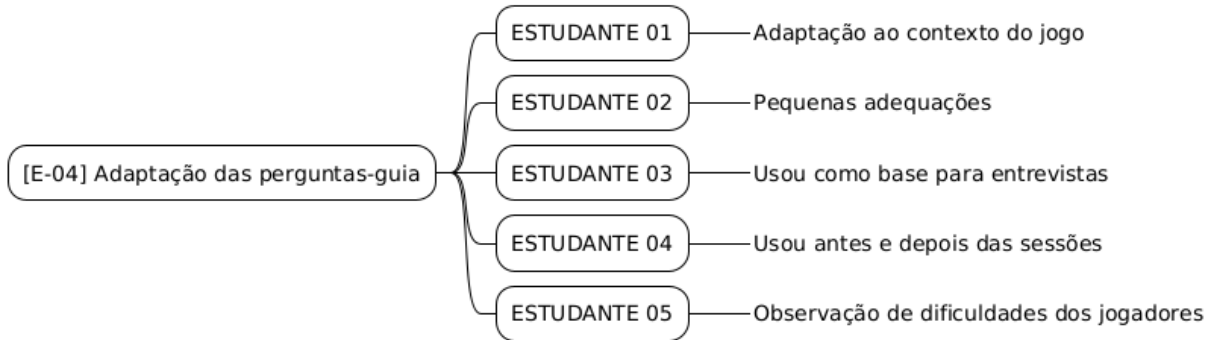 ESTUDANTE 01 Adaptação ao contexto do jogo
ESTUDANTE 02 Pequenas adequações
[E-04] Adaptação das perguntas-guia
ESTUDANTE 03 Usou como base para entrevistas
ESTUDANTE 04 Usou antes e depois das sessões
ESTUDANTE 05 Observação de dificuldades dos jogadores